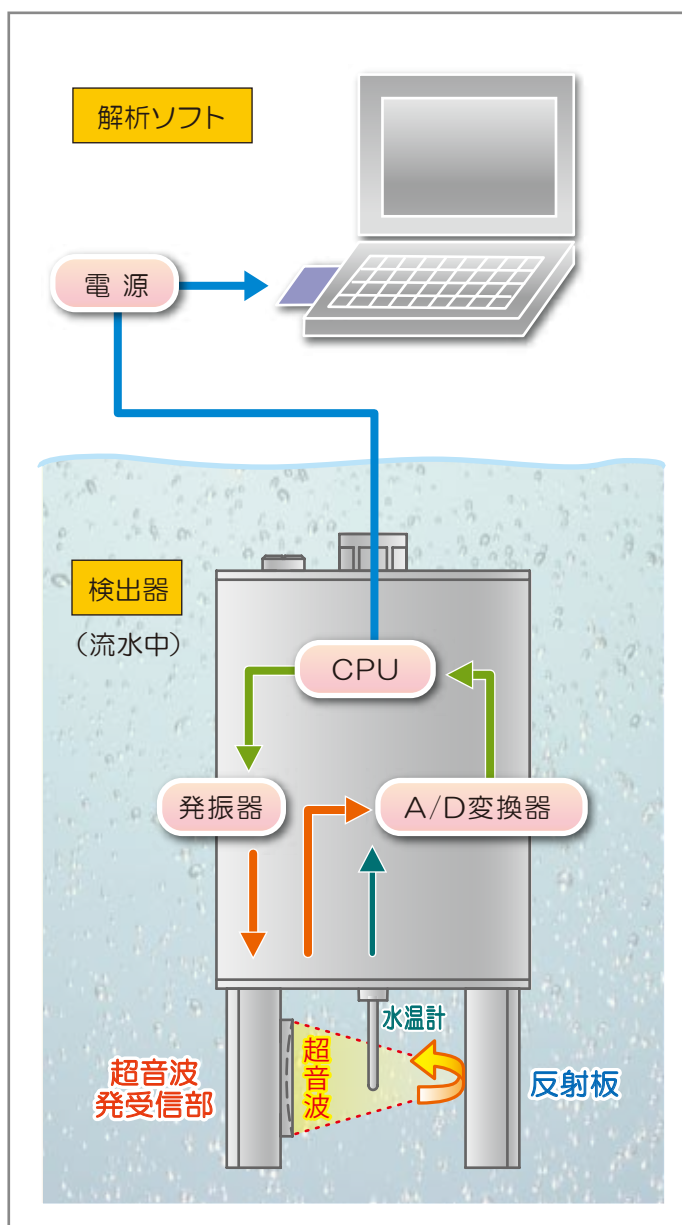 解析ソフト
電 源
検出器
（流水中）
CPU
発振器
A/D変換器
水温計
超音波
超音波
発受信部
反射板